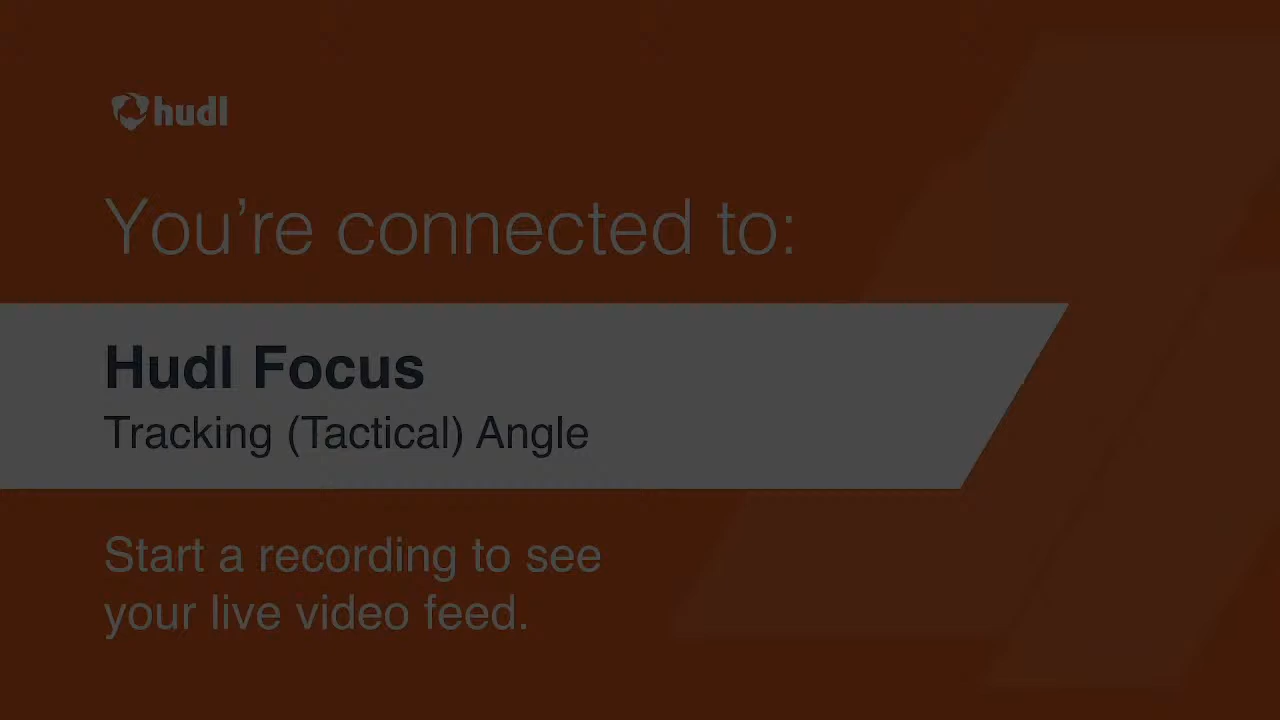 hudl
You’re connected to:
Hudl Focus
Tracking (Tactical) Angle
Start a recording to see
your live video feed.